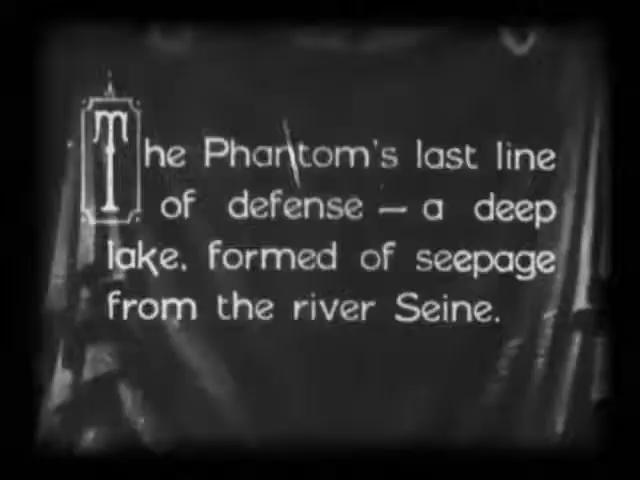 The Phantom's last line
of defense — a deep
lake, formed of seepage
from the river Seine.